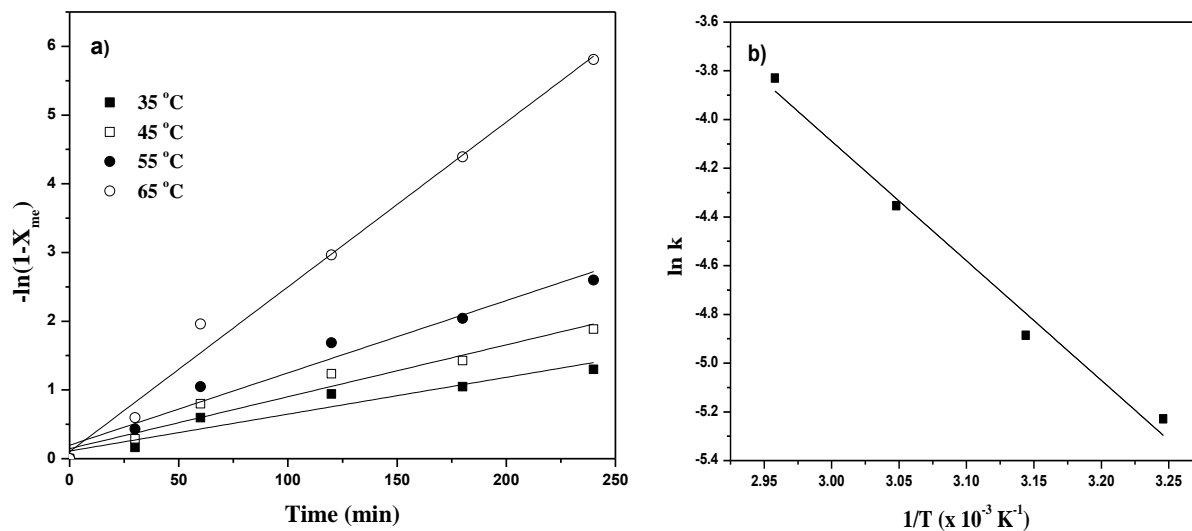 a)
35 °C
45 °C
55 °C
65 °C
-ln(1-Xme)
6
5
4
3
2
1
0
0 50 100 150 200 250
Time (min)
b)
ln k
-3.6
-3.8
-4.0
-4.2
-4.4
-4.6
-4.8
-5.0
-5.2
-5.4
2.95 3.00 3.05 3.10 3.15 3.20 3.25
1/T (x 10⁻³ K⁻¹)